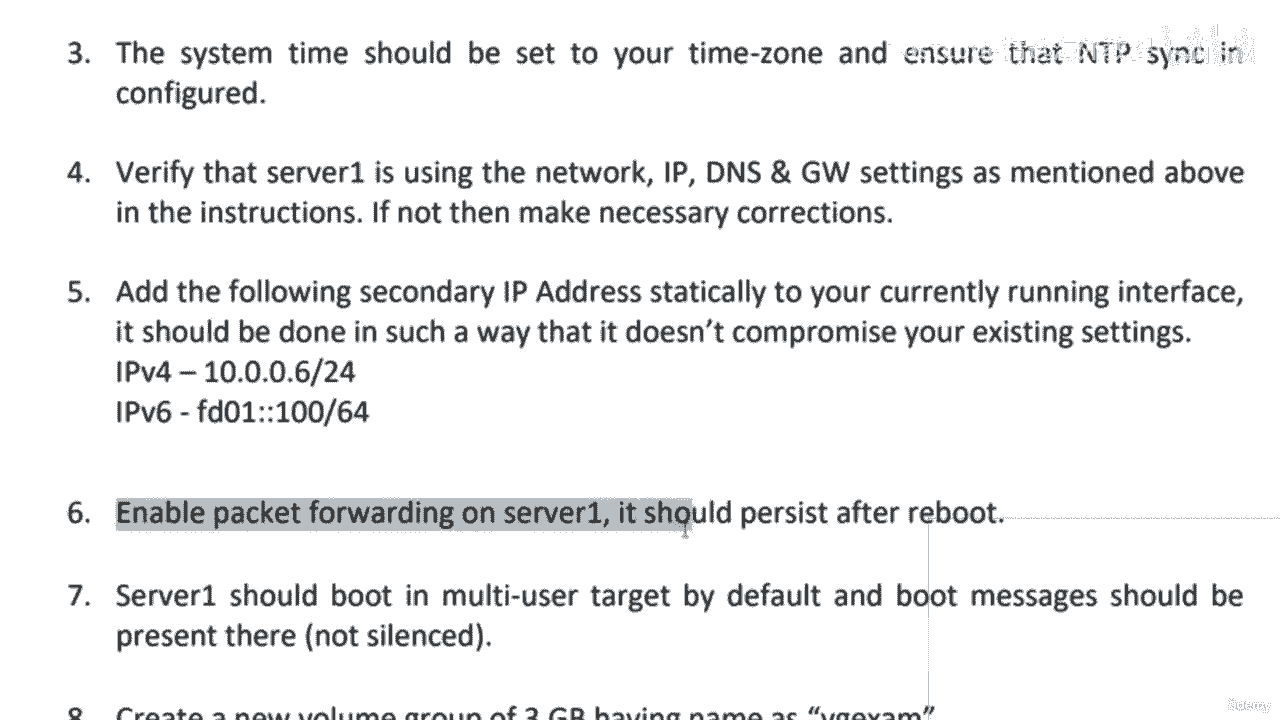 3. The system time should be set to your time-zone and ensure that NTP sync in
configured.
4. Verify that server1 is using the network, IP, DNS & GW settings as mentioned above
in the instructions. If not then make necessary corrections.
5. Add the following secondary IP Address statically to your currently running interface,
it should be done in such a way that it doesn’t compromise your existing settings.
IPv4 – 10.0.0.6/24
IPv6 - fd01::100/64
6. Enable packet forwarding on server1, it should persist after reboot.
7. Server1 should boot in multi-user target by default and boot messages should be
present there (not silenced).
8. Create a new volume group of 3 GB having name as “vgexam”
Udemy